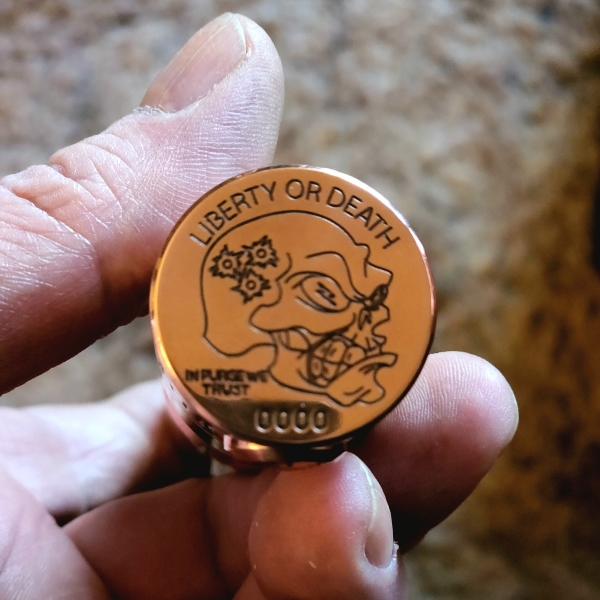 LIBERTY OR DEATH
IN PURGE WE
TRUST
0000